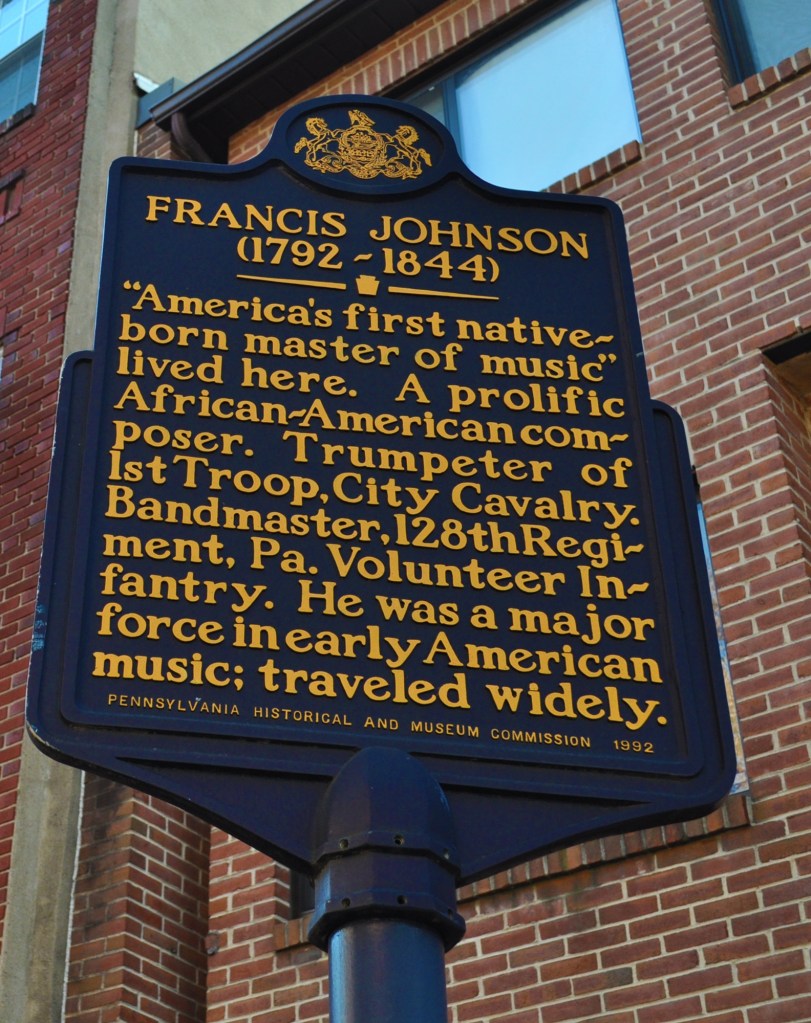 FRANCIS JOHNSON
(1792 - 1844)
"America's first native-
born master of music"
lived here. A prolific
African-American com-
poser. Trumpeter of
1st Troop, City Cavalry.
Bandmaster, 128th Regi-
ment, Pa. Volunteer In-
fantry. He was a major
force in early American
music; traveled widely.
PENNSYLVANIA HISTORICAL AND MUSEUM COMMISSION 1992